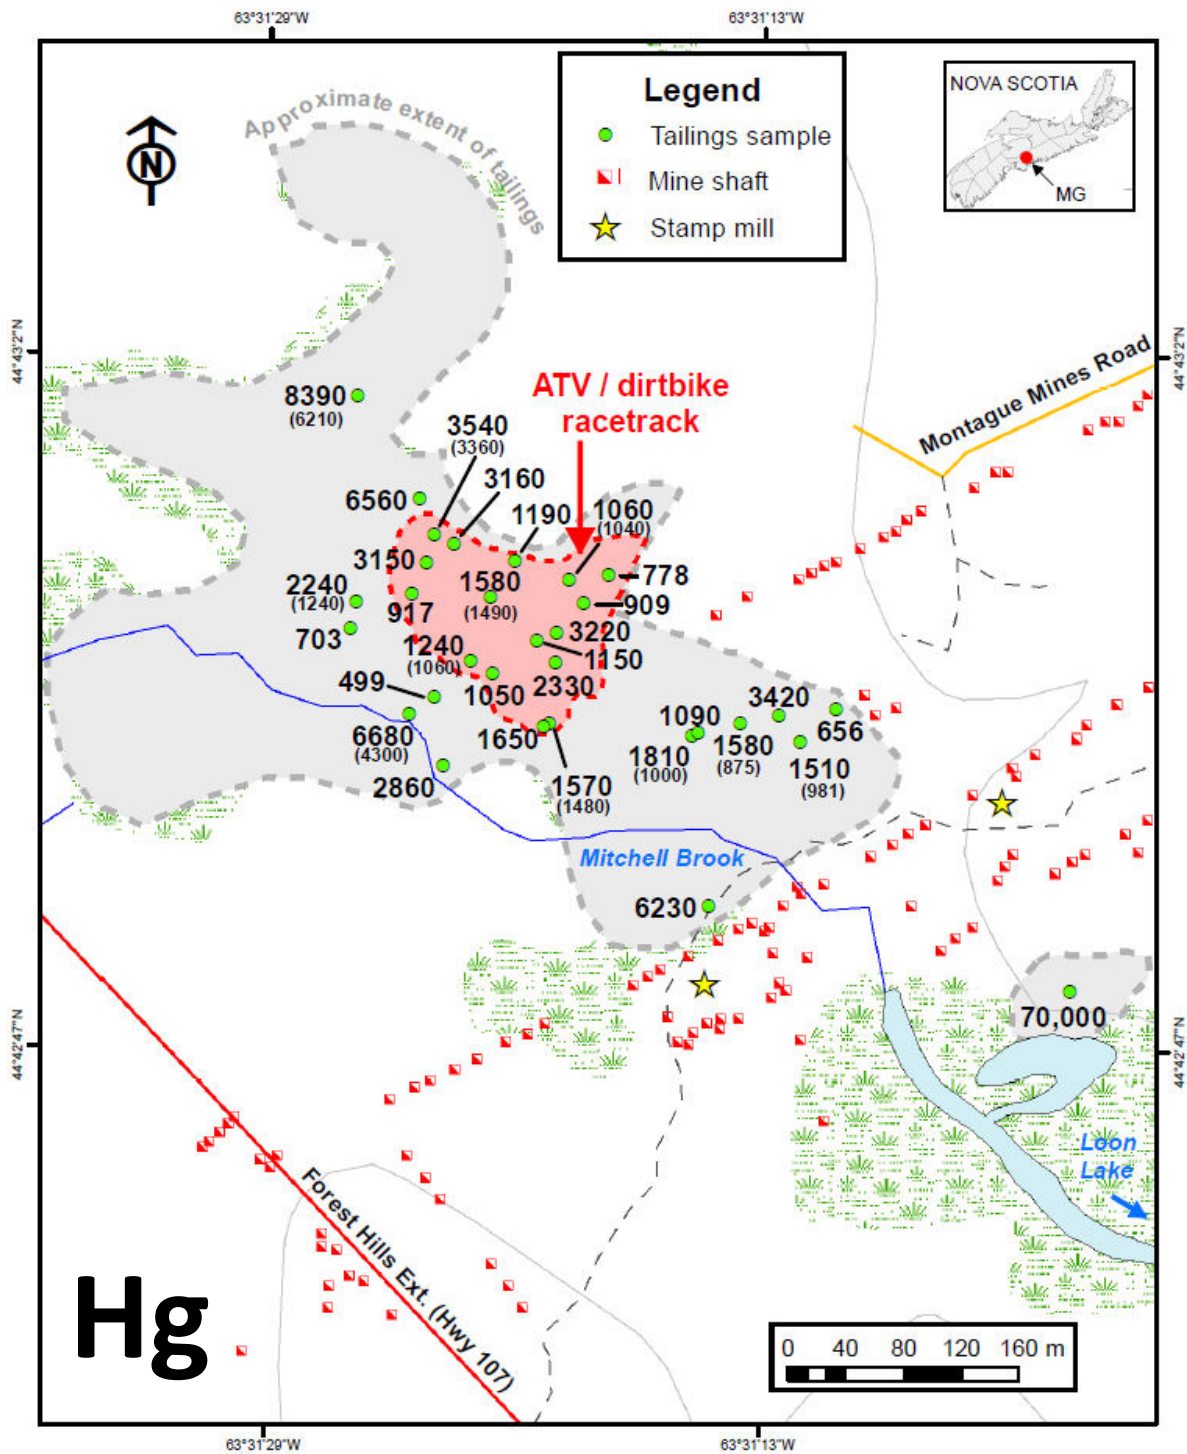 63°31'29"W
63°31'13"W
Legend
Tailings sample
Mine shaft
Stamp mill
NOVA SCOTIA
MG
N
Approximate extent of tailings
44°43'2"N
44°43'2"N
Montague Mines Road
ATV / dirtbike
racetrack
8390
(6210)
3540
(3360)
3160
6560
1190
1060
(1040)
3150
1580
(1490)
778
2240
(1240)
917
909
703
3220
1240
(1060)
1150
499
1050
2330
3420
1090
656
6680
(4300)
1650
1810
(1000)
1580
(875)
1510
(981)
2860
1570
(1480)
Mitchell Brook
6230
70,000
44°42'47"N
44°42'47"N
Loon
Lake
Forest Hills Ext. (Hwy 107)
Hg
0 40 80 120 160 m
63°31'29"W
63°31'13"W